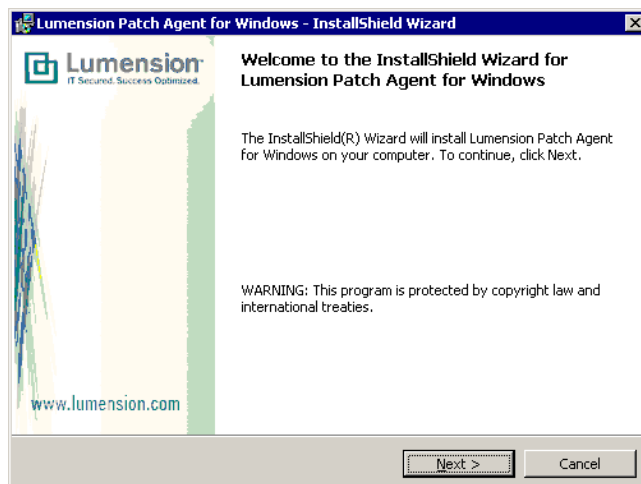 Lumension Patch Agent for Windows - InstallShield Wizard
Lumension
IT Secured. Success Optimized.
Welcome to the InstallShield Wizard for
Lumension Patch Agent for Windows
The InstallShield(R) Wizard will install Lumension Patch Agent
for Windows on your computer. To continue, click Next.
WARNING: This program is protected by copyright law and
international treaties.
www.lumension.com
Next >
Cancel